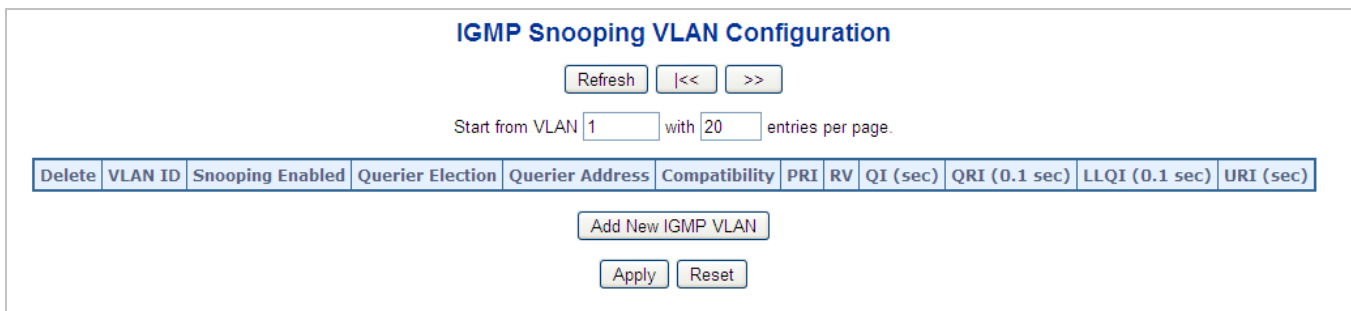 IGMP Snooping VLAN Configuration
Refresh |<< >>
Start from VLAN 1 with 20 entries per page.
Delete VLAN ID Snooping Enabled Querier Election Querier Address Compatibility PRI RV QI (sec) QRI (0.1 sec) LLQI (0.1 sec) URI (sec)
Add New IGMP VLAN
Apply Reset